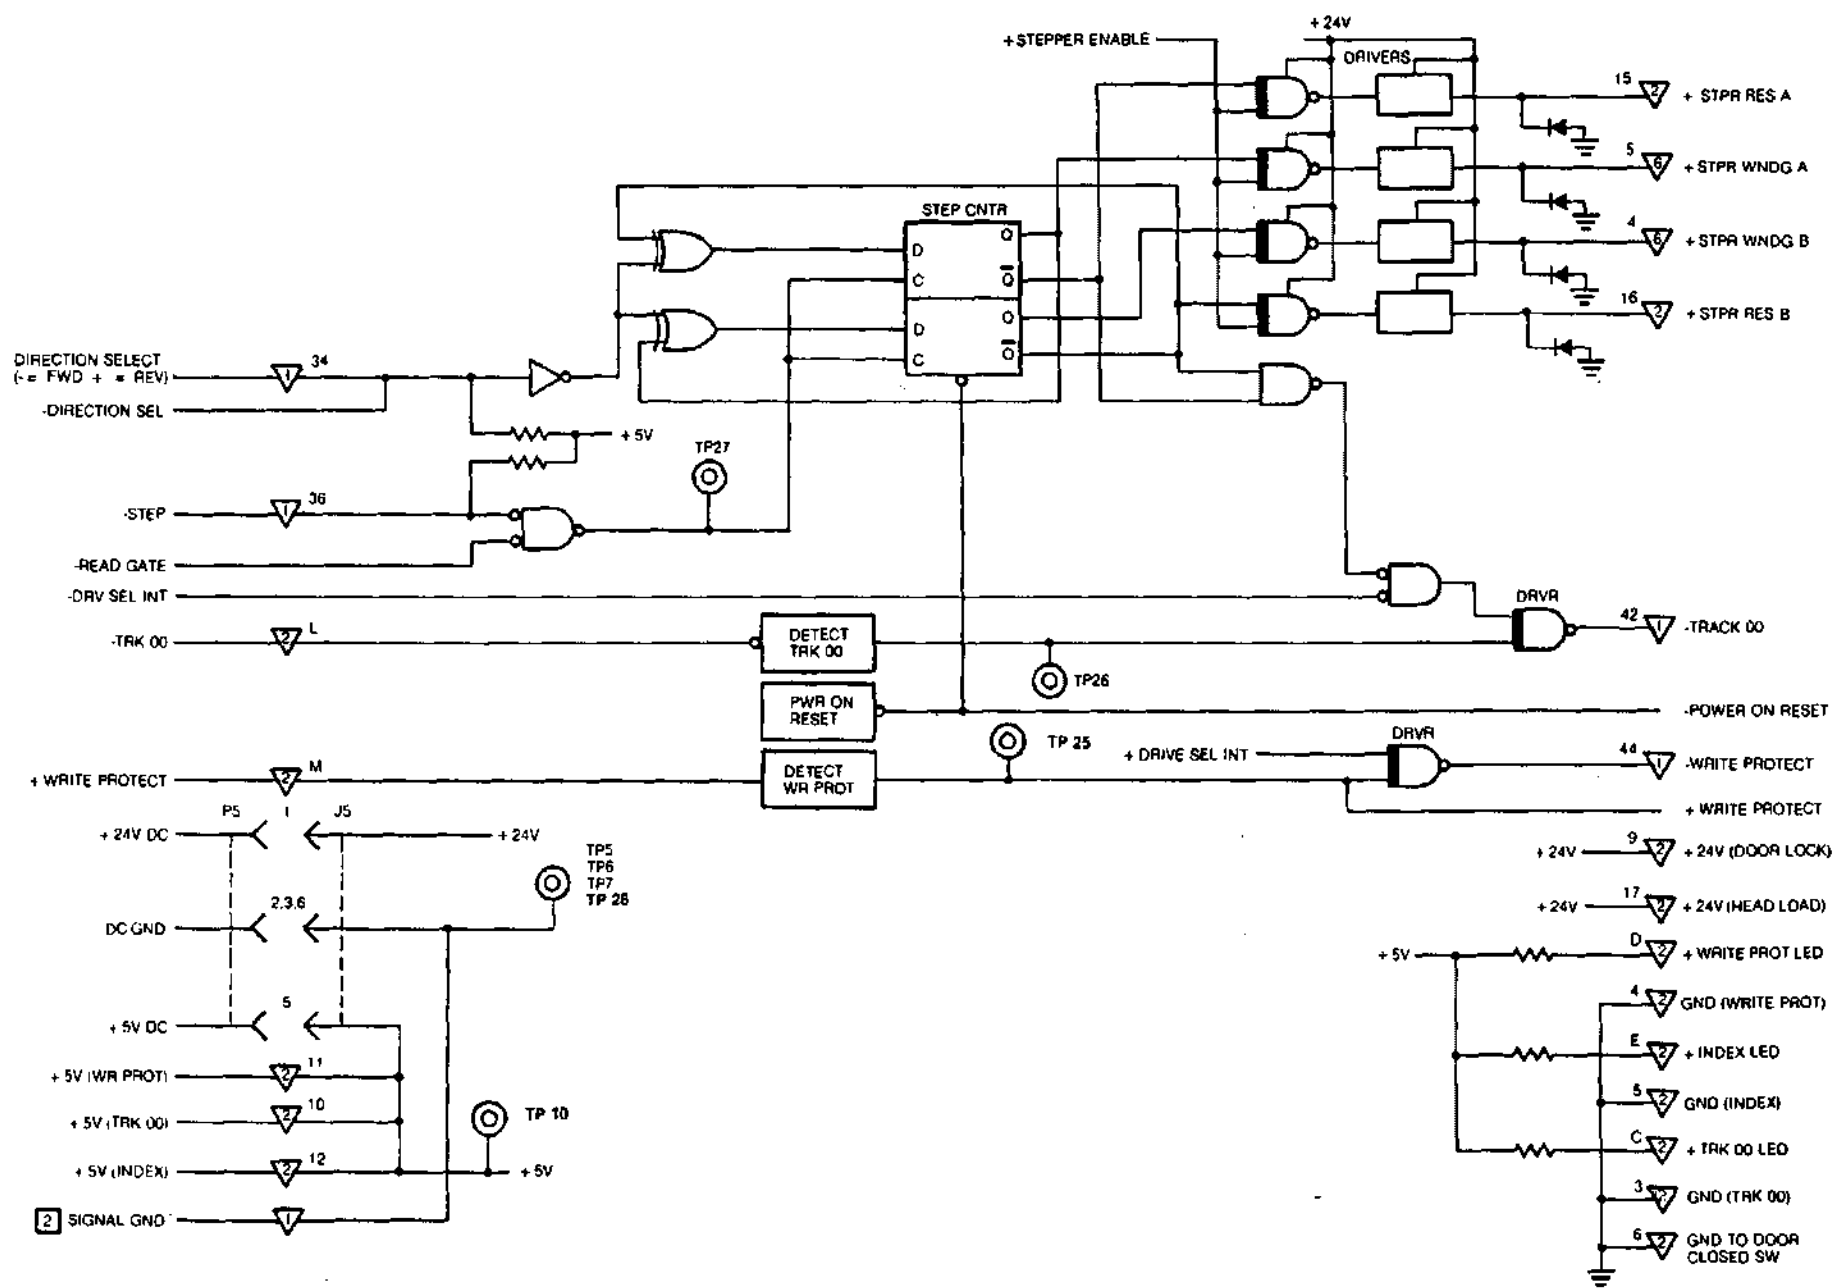 + 24V
+ STEPPER ENABLE
DRIVERS
15
2
+ STPR RES A
5
6
+ STPR WNDG A
STEP CNTR
Q
D
4
6
+ STPR WNDG B
C
Q
Q
D
16
2
+ STPR RES B
C
Q
DIRECTION SELECT
(- = FWD + = REV)
1
34
-DIRECTION SEL
+ 5V
TP27
-STEP
1
36
-READ GATE
-DRV SEL INT
DRVR
-TRK 00
2
L
DETECT
TRK 00
42
1
-TRACK 00
TP26
PWR ON
RESET
-POWER ON RESET
TP 25
DRVR
+ DRIVE SEL INT
44
1
-WRITE PROTECT
+ WRITE PROTECT
2
M
DETECT
WR PROT
+ WRITE PROTECT
P5
1
J5
+ 24V DC
+ 24V
+ 24V
9
2
+ 24V (DOOR LOCK)
TP5
TP6
TP7
TP 28
2,3,6
DC GND
+ 24V
17
2
+ 24V (HEAD LOAD)
+ 5V
D
2
+ WRITE PROT LED
5
+ 5V DC
4
2
GND (WRITE PROT)
+ 5V (WR PROT)
2
11
E
2
+ INDEX LED
+ 5V (TRK 00)
2
10
TP 10
5
2
GND (INDEX)
+ 5V (INDEX)
2
12
+ 5V
C
2
+ TRK 00 LED
2 SIGNAL GND
1
3
2
GND (TRK 00)
6
2
GND TO DOOR
CLOSED SW